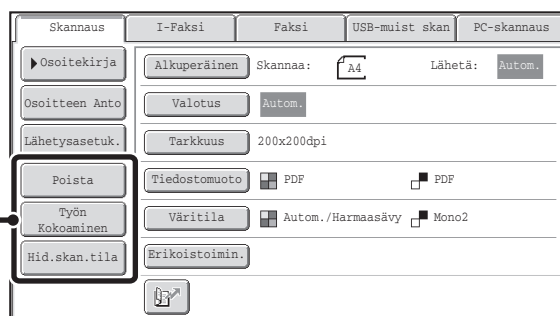 Skannaus
I-Faksi
Faksi
USB-muist skan
PC-skannaus
Osoitekirja
Alkuperäinen
Skannaa:
A4
Lähetä:
Autom.
Osoitteen Anto
Valotus
Autom.
Lähetysasetuk.
Tarkkuus
200x200dpi
Poista
Tiedostomuoto
PDF
PDF
Työn
Kokoaminen
Väritila
Autom./Harmaasävy
Mono2
Hid.skan.tila
Erikoistoimin.